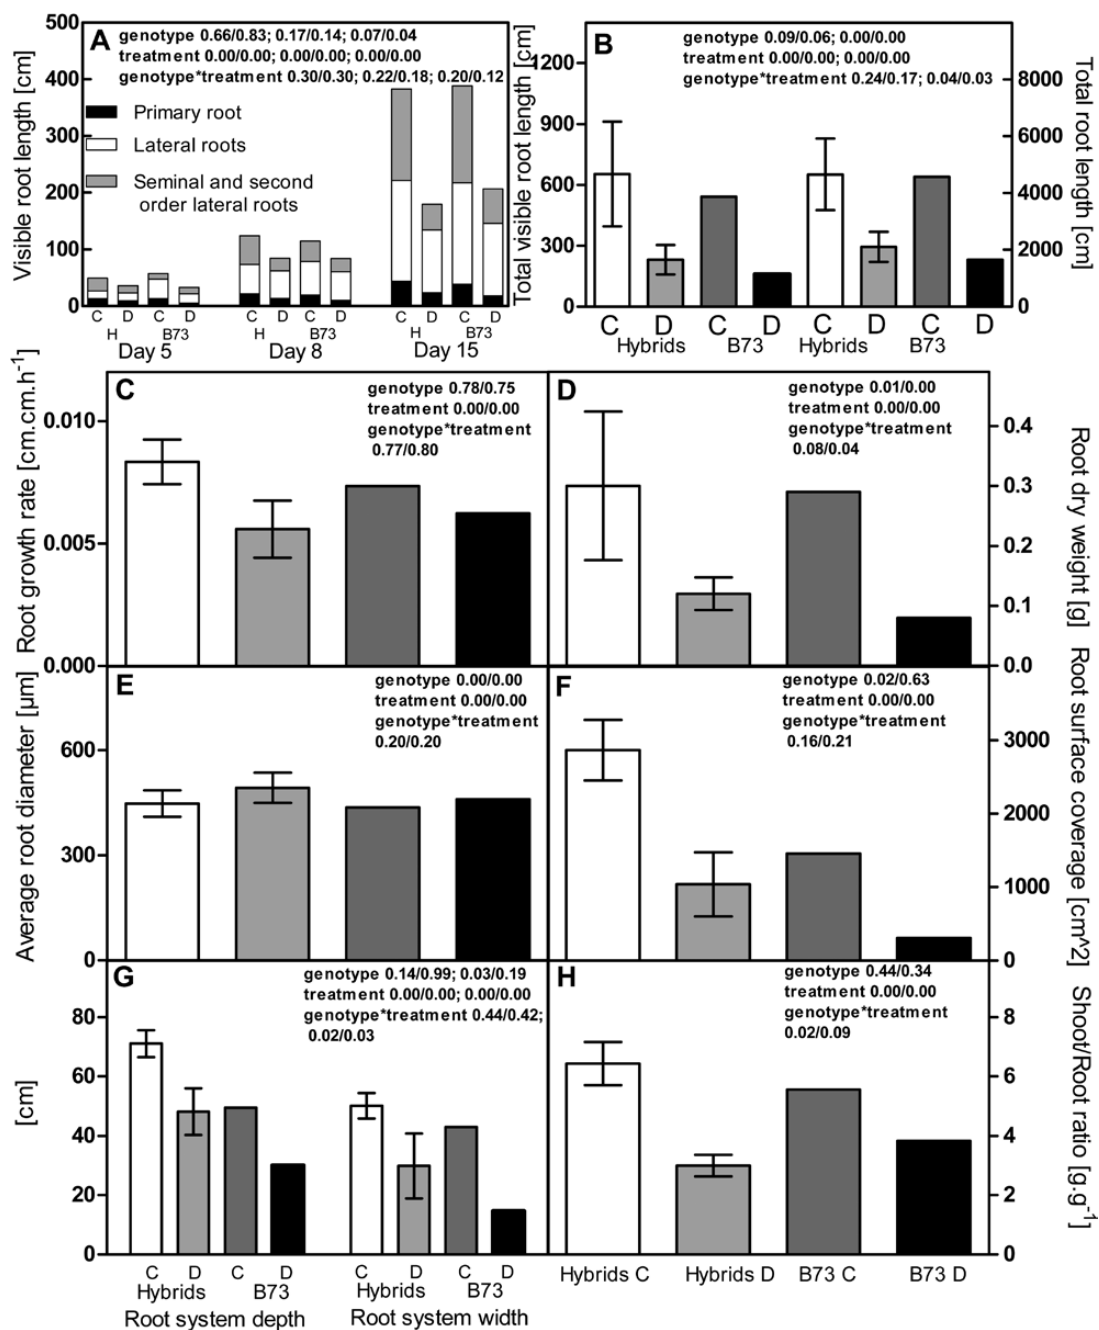 A
genotype 0.66/0.83; 0.17/0.14; 0.07/0.04
treatment 0.00/0.00; 0.00/0.00; 0.00/0.00
genotype*treatment 0.30/0.30; 0.22/0.18; 0.20/0.12
Primary root
Lateral roots
Seminal and second
order lateral roots
Visible root length [cm]
500
400
300
200
100
0
C D C D
H B73
Day 5
C D C D
H B73
Day 8
C D C D
H B73
Day 15
B
genotype 0.09/0.06; 0.00/0.00
treatment 0.00/0.00; 0.00/0.00
genotype*treatment 0.24/0.17; 0.04/0.03
Total visible root length [cm]
1200
900
600
300
0
Total root length [cm]
8000
6000
4000
2000
0
C D C D C D C D
Hybrids B73 Hybrids B73
C
genotype 0.78/0.75
treatment 0.00/0.00
genotype*treatment
0.77/0.80
Root growth rate [cm.cm.h-1]
0.010
0.005
0.000
D
genotype 0.01/0.00
treatment 0.00/0.00
genotype*treatment
0.08/0.04
Root dry weight [g]
0.4
0.3
0.2
0.1
0.0
E
genotype 0.00/0.00
treatment 0.00/0.00
genotype*treatment
0.20/0.20
Average root diameter [µm]
600
300
0
F
genotype 0.02/0.63
treatment 0.00/0.00
genotype*treatment
0.16/0.21
Root surface coverage [cm^2]
3000
2000
1000
0
G
genotype 0.14/0.99; 0.03/0.19
treatment 0.00/0.00; 0.00/0.00
genotype*treatment 0.44/0.42;
0.02/0.03
[cm]
80
60
40
20
0
C D C D C D C D
Hybrids B73 Hybrids B73
Root system depth Root system width
H
genotype 0.44/0.34
treatment 0.00/0.00
genotype*treatment
0.02/0.09
Shoot/Root ratio [g.g-1]
8
6
4
2
0
Hybrids C Hybrids D B73 C B73 D